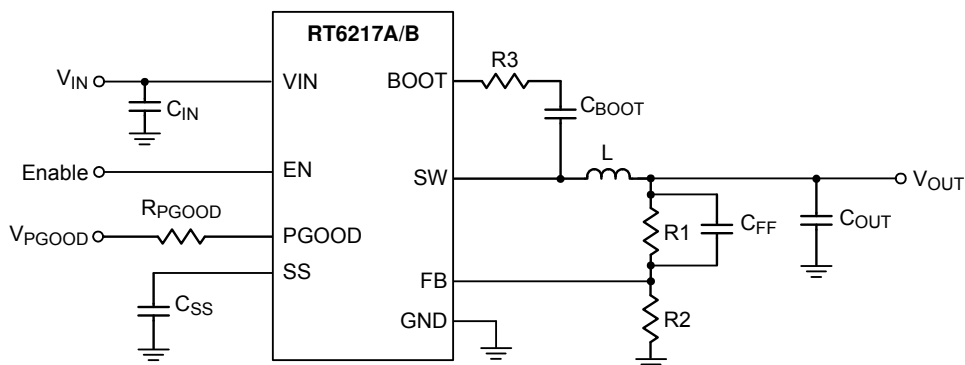 RT6217A/B
VIN
VIN
BOOT
R3
CIN
CBOOT
Enable
EN
SW
L
VOUT
RPGOOD
VPGOOD
PGOOD
R1
CFF
COUT
SS
FB
CSS
GND
R2